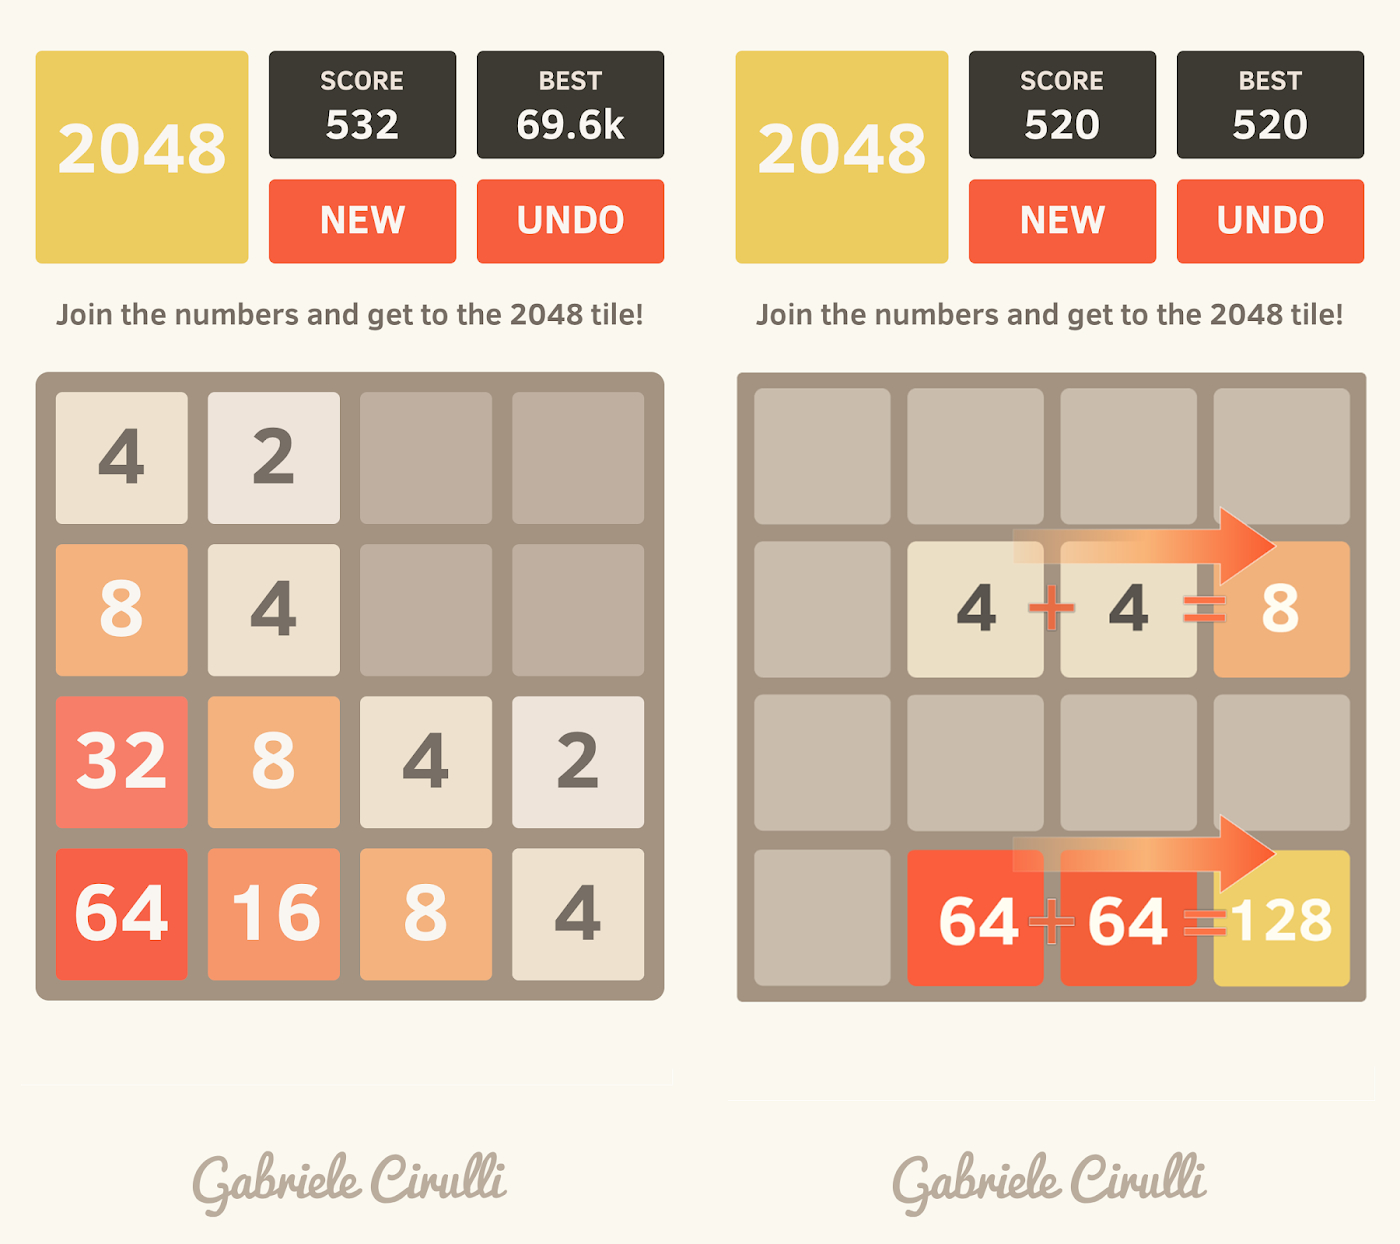 2048
SCORE
532
BEST
69.6k
NEW
UNDO
Join the numbers and get to the 2048 tile!
4 2
8 4
32 8 4 2
64 16 8 4
Gabriele Cirulli
2048
SCORE
520
BEST
520
NEW
UNDO
Join the numbers and get to the 2048 tile!
4 + 4 = 8
64 + 64 = 128
Gabriele Cirulli